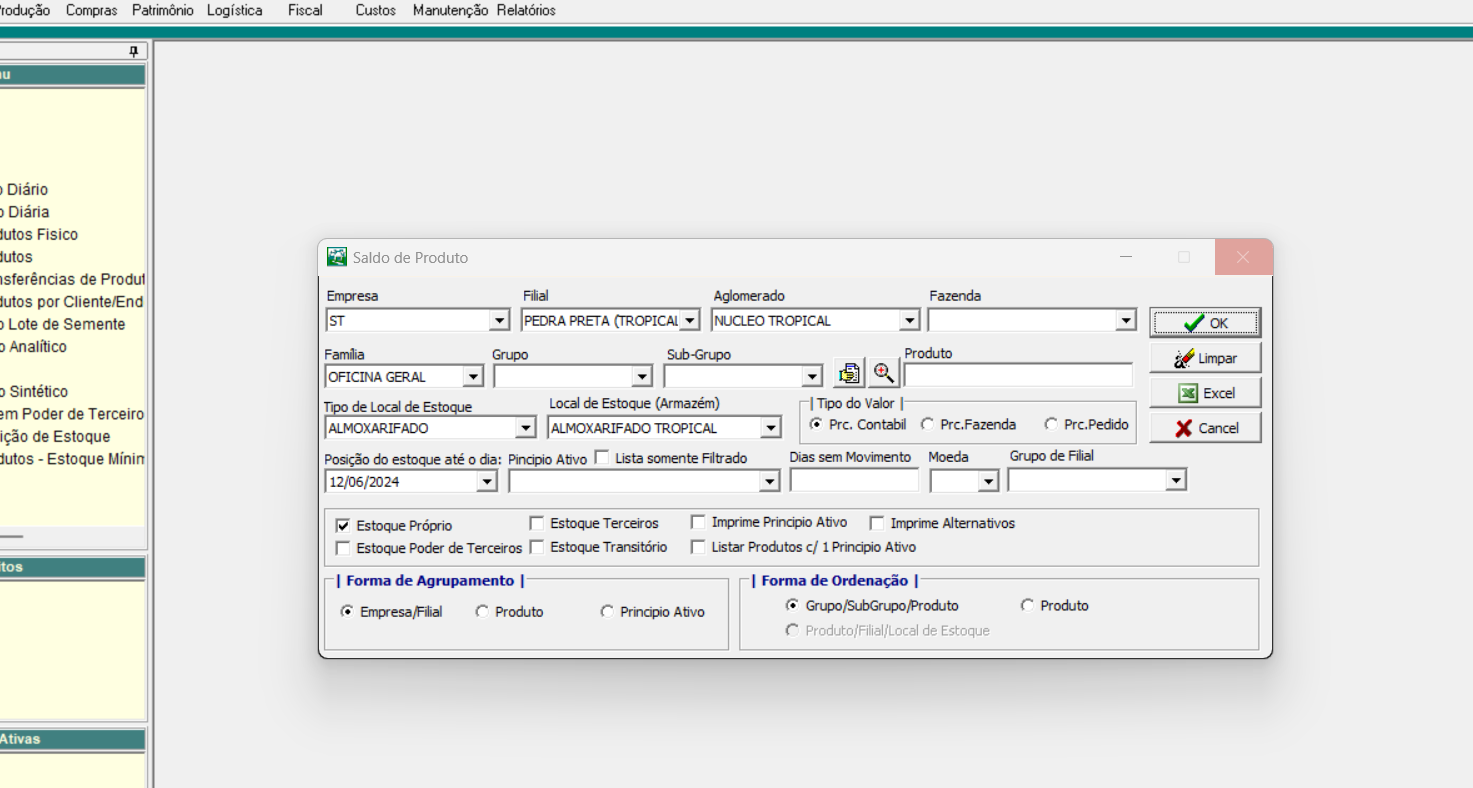 rodução Compras Patrimônio Logística Fiscal Custos Manutenção Relatórios
nu
o Diário
o Diária
dutos Fisico
dutos
nsferências de Produt
dutos por Cliente/End
o Lote de Semente
o Analítico
o Sintético
em Poder de Terceiro
ição de Estoque
dutos - Estoque Mínim
itos
Ativas
Saldo de Produto
Empresa Filial Aglomerado Fazenda
ST PEDRA PRETA (TROPICAL NUCLEO TROPICAL
OK
Família Grupo Sub-Grupo Produto
OFICINA GERAL
Limpar
Tipo de Local de Estoque Local de Estoque (Armazém) | Tipo do Valor |
ALMOXARIFADO ALMOXARIFADO TROPICAL Prc. Contabil Prc.Fazenda Prc.Pedido
Excel
Cancel
Posição do estoque até o dia: Pincipio Ativo Lista somente Filtrado Dias sem Movimento Moeda Grupo de Filial
12/06/2024
Estoque Próprio Estoque Terceiros Imprime Principio Ativo Imprime Alternativos
Estoque Poder de Terceiros Estoque Transitório Listar Produtos c/ 1 Principio Ativo
| Forma de Agrupamento |
Empresa/Filial Produto Principio Ativo
| Forma de Ordenação |
Grupo/SubGrupo/Produto Produto
Produto/Filial/Local de Estoque